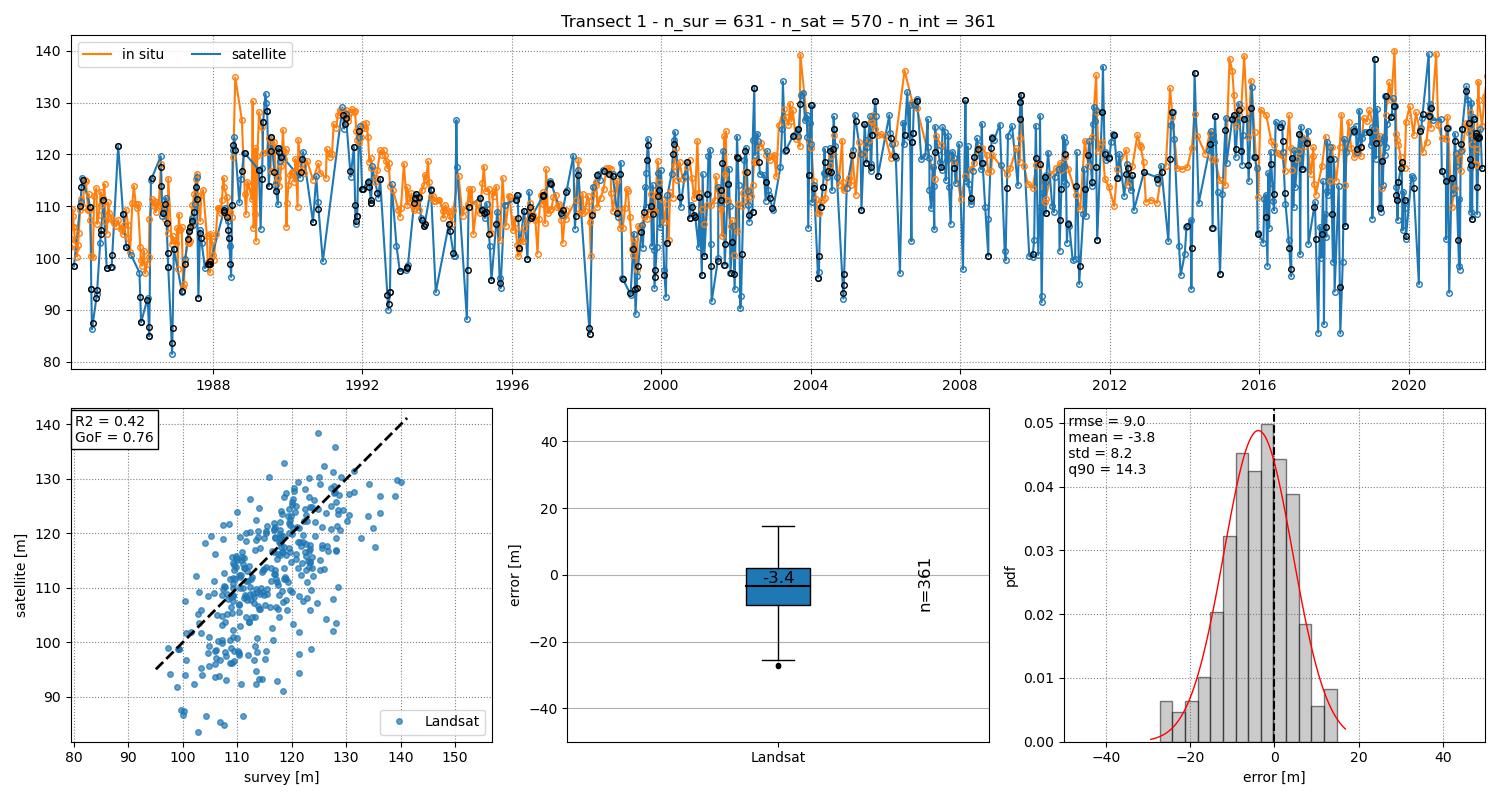 Transect 1 - n_sur = 631 - n_sat = 570 - n_int = 361
in situ satellite
140
130
120
110
100
90
80
1988 1992 1996 2000 2004 2008 2012 2016 2020
R2 = 0.42
GoF = 0.76
satellite [m]
140
130
120
110
100
90
Landsat
80 90 100 110 120 130 140 150
survey [m]
error [m]
40
20
0
−20
−40
-3.4
n=361
Landsat
rmse = 9.0
mean = -3.8
std = 8.2
q90 = 14.3
pdf
0.05
0.04
0.03
0.02
0.01
0.00
−40 −20 0 20 40
error [m]